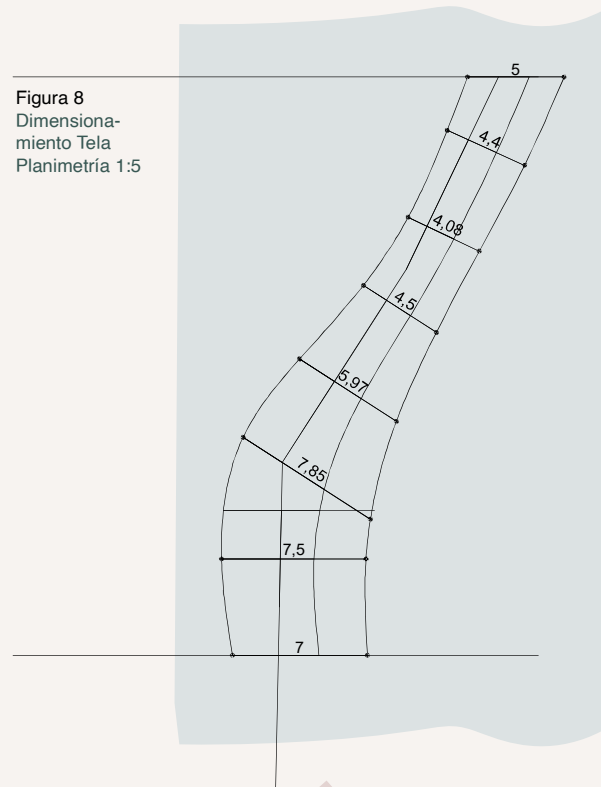 5
Figura 8
Dimensiona-
miento Tela
Planimetría 1:5
4,4
4,08
4,5
5,97
7,85
7,5
7